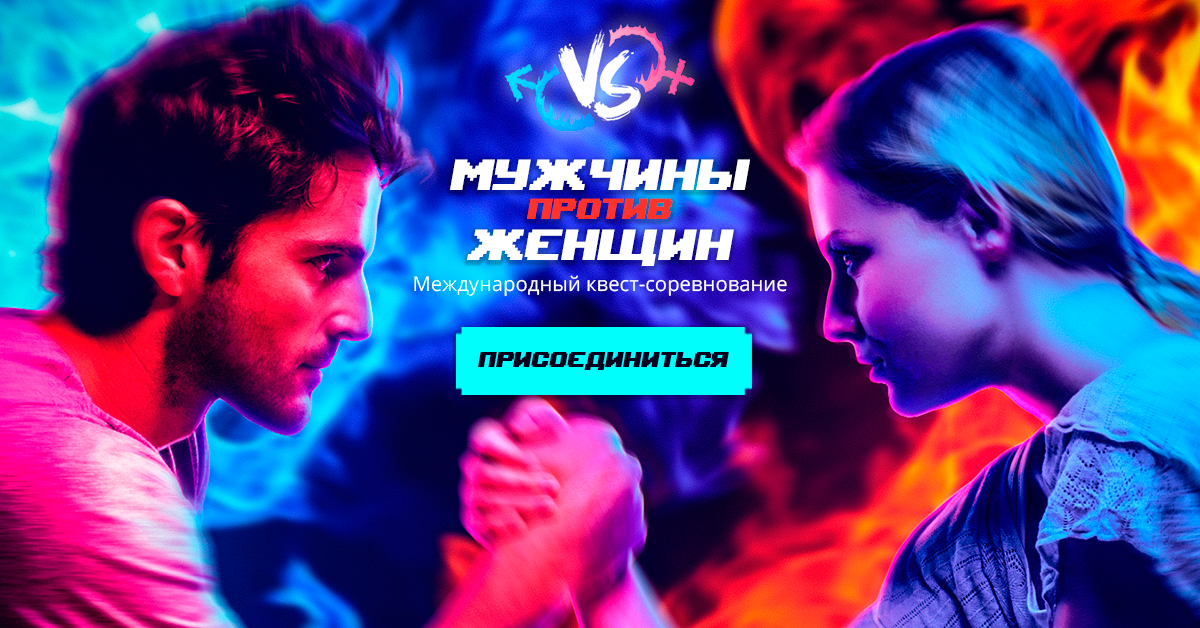 VS
МУЖЧИНЫ
ПРОТИВ
ЖЕНЩИН
Международный квест-соревнование
ПРИСОЕДИНИТЬСЯ